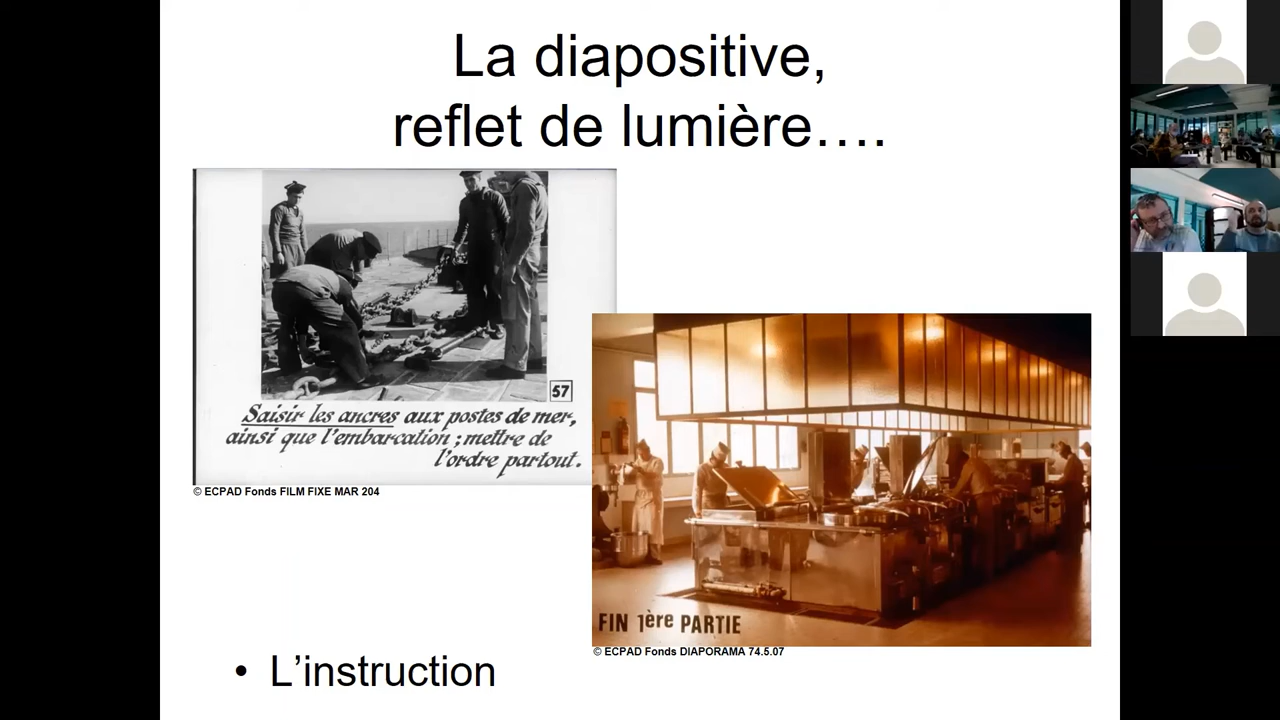 La diapositive,
reflet de lumière….
57
Saisir les ancres aux postes de mer,
ainsi que l'embarcation ; mettre de
l'ordre partout.
© ECPAD Fonds FILM FIXE MAR 204
FIN 1ère PARTIE
© ECPAD Fonds DIAPORAMA 74.5.07
• L'instruction